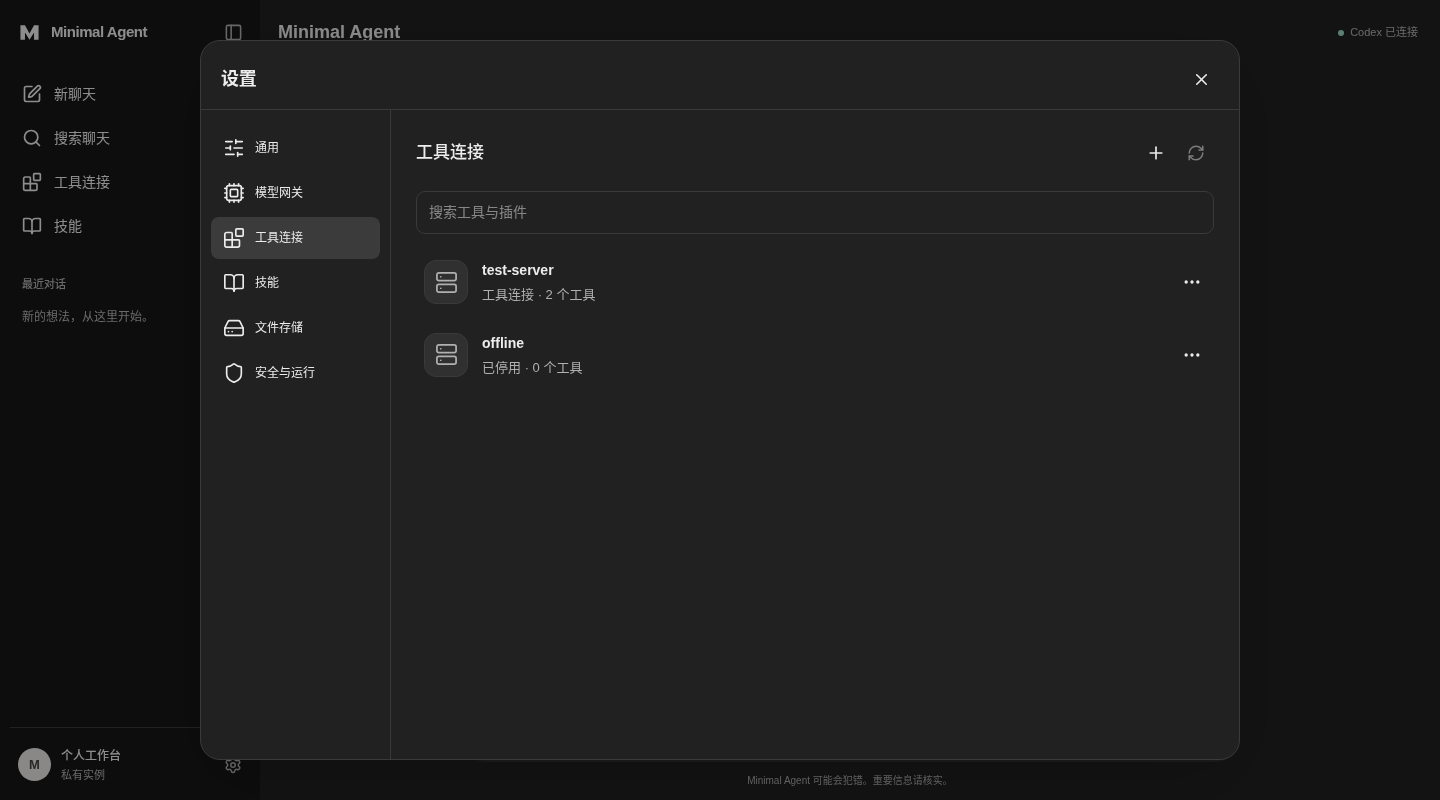 Minimal Agent
Minimal Agent
Codex 已连接
新聊天
搜索聊天
工具连接
技能
最近对话
新的想法，从这里开始。
M
个人工作台
私有实例
设置
通用
模型网关
工具连接
技能
文件存储
安全与运行
工具连接
搜索工具与插件
test-server
工具连接 · 2 个工具
offline
已停用 · 0 个工具
Minimal Agent 可能会犯错。重要信息请核实。